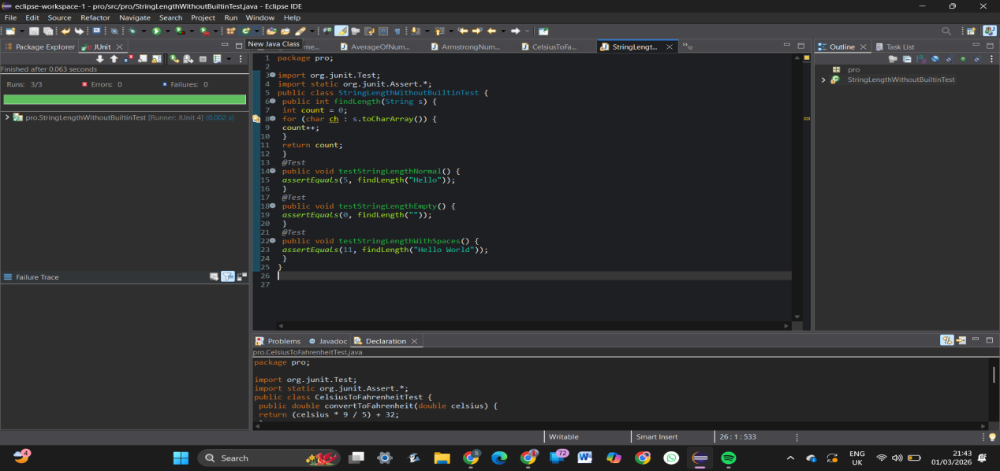 eclipse-workspace-1 - pro/src/pro/StringLengthWithoutBuiltinTest.java - Eclipse IDE
File Edit Source Refactor Navigate Search Project Run Window Help
New Java Class
Package Explorer JUnit
AverageOfNum... ArmstrongNum... CelsiusToFa... StringLengt... »10
Outline Task List
Finished after 0.063 seconds
Runs: 3/3 Errors: 0 Failures: 0
pro.StringLengthWithoutBuiltinTest [Runner: JUnit 4] (0.002 s)
Failure Trace
1 package pro;
2
3 import org.junit.Test;
4 import static org.junit.Assert.*;
5 public class StringLengthWithoutBuiltinTest {
6 public int findLength(String s) {
7 int count = 0;
8 for (char ch : s.toCharArray()) {
9 count++;
10 }
11 return count;
12 }
13 @Test
14 public void testStringLengthNormal() {
15 assertEquals(5, findLength("Hello"));
16 }
17 @Test
18 public void testStringLengthEmpty() {
19 assertEquals(0, findLength(""));
20 }
21 @Test
22 public void testStringLengthWithSpaces() {
23 assertEquals(11, findLength("Hello World"));
24 }
25 }
26
27
pro
StringLengthWithoutBuiltinTest
Problems Javadoc Declaration
pro.CelsiusToFahrenheitTest.java
package pro;
import org.junit.Test;
import static org.junit.Assert.*;
public class CelsiusToFahrenheitTest {
public double convertToFahrenheit(double celsius) {
return (celsius * 9 / 5) + 32;
Writable Smart Insert 26 : 1 : 533
4
Search
72
ENG
UK
21:43
01/03/2026